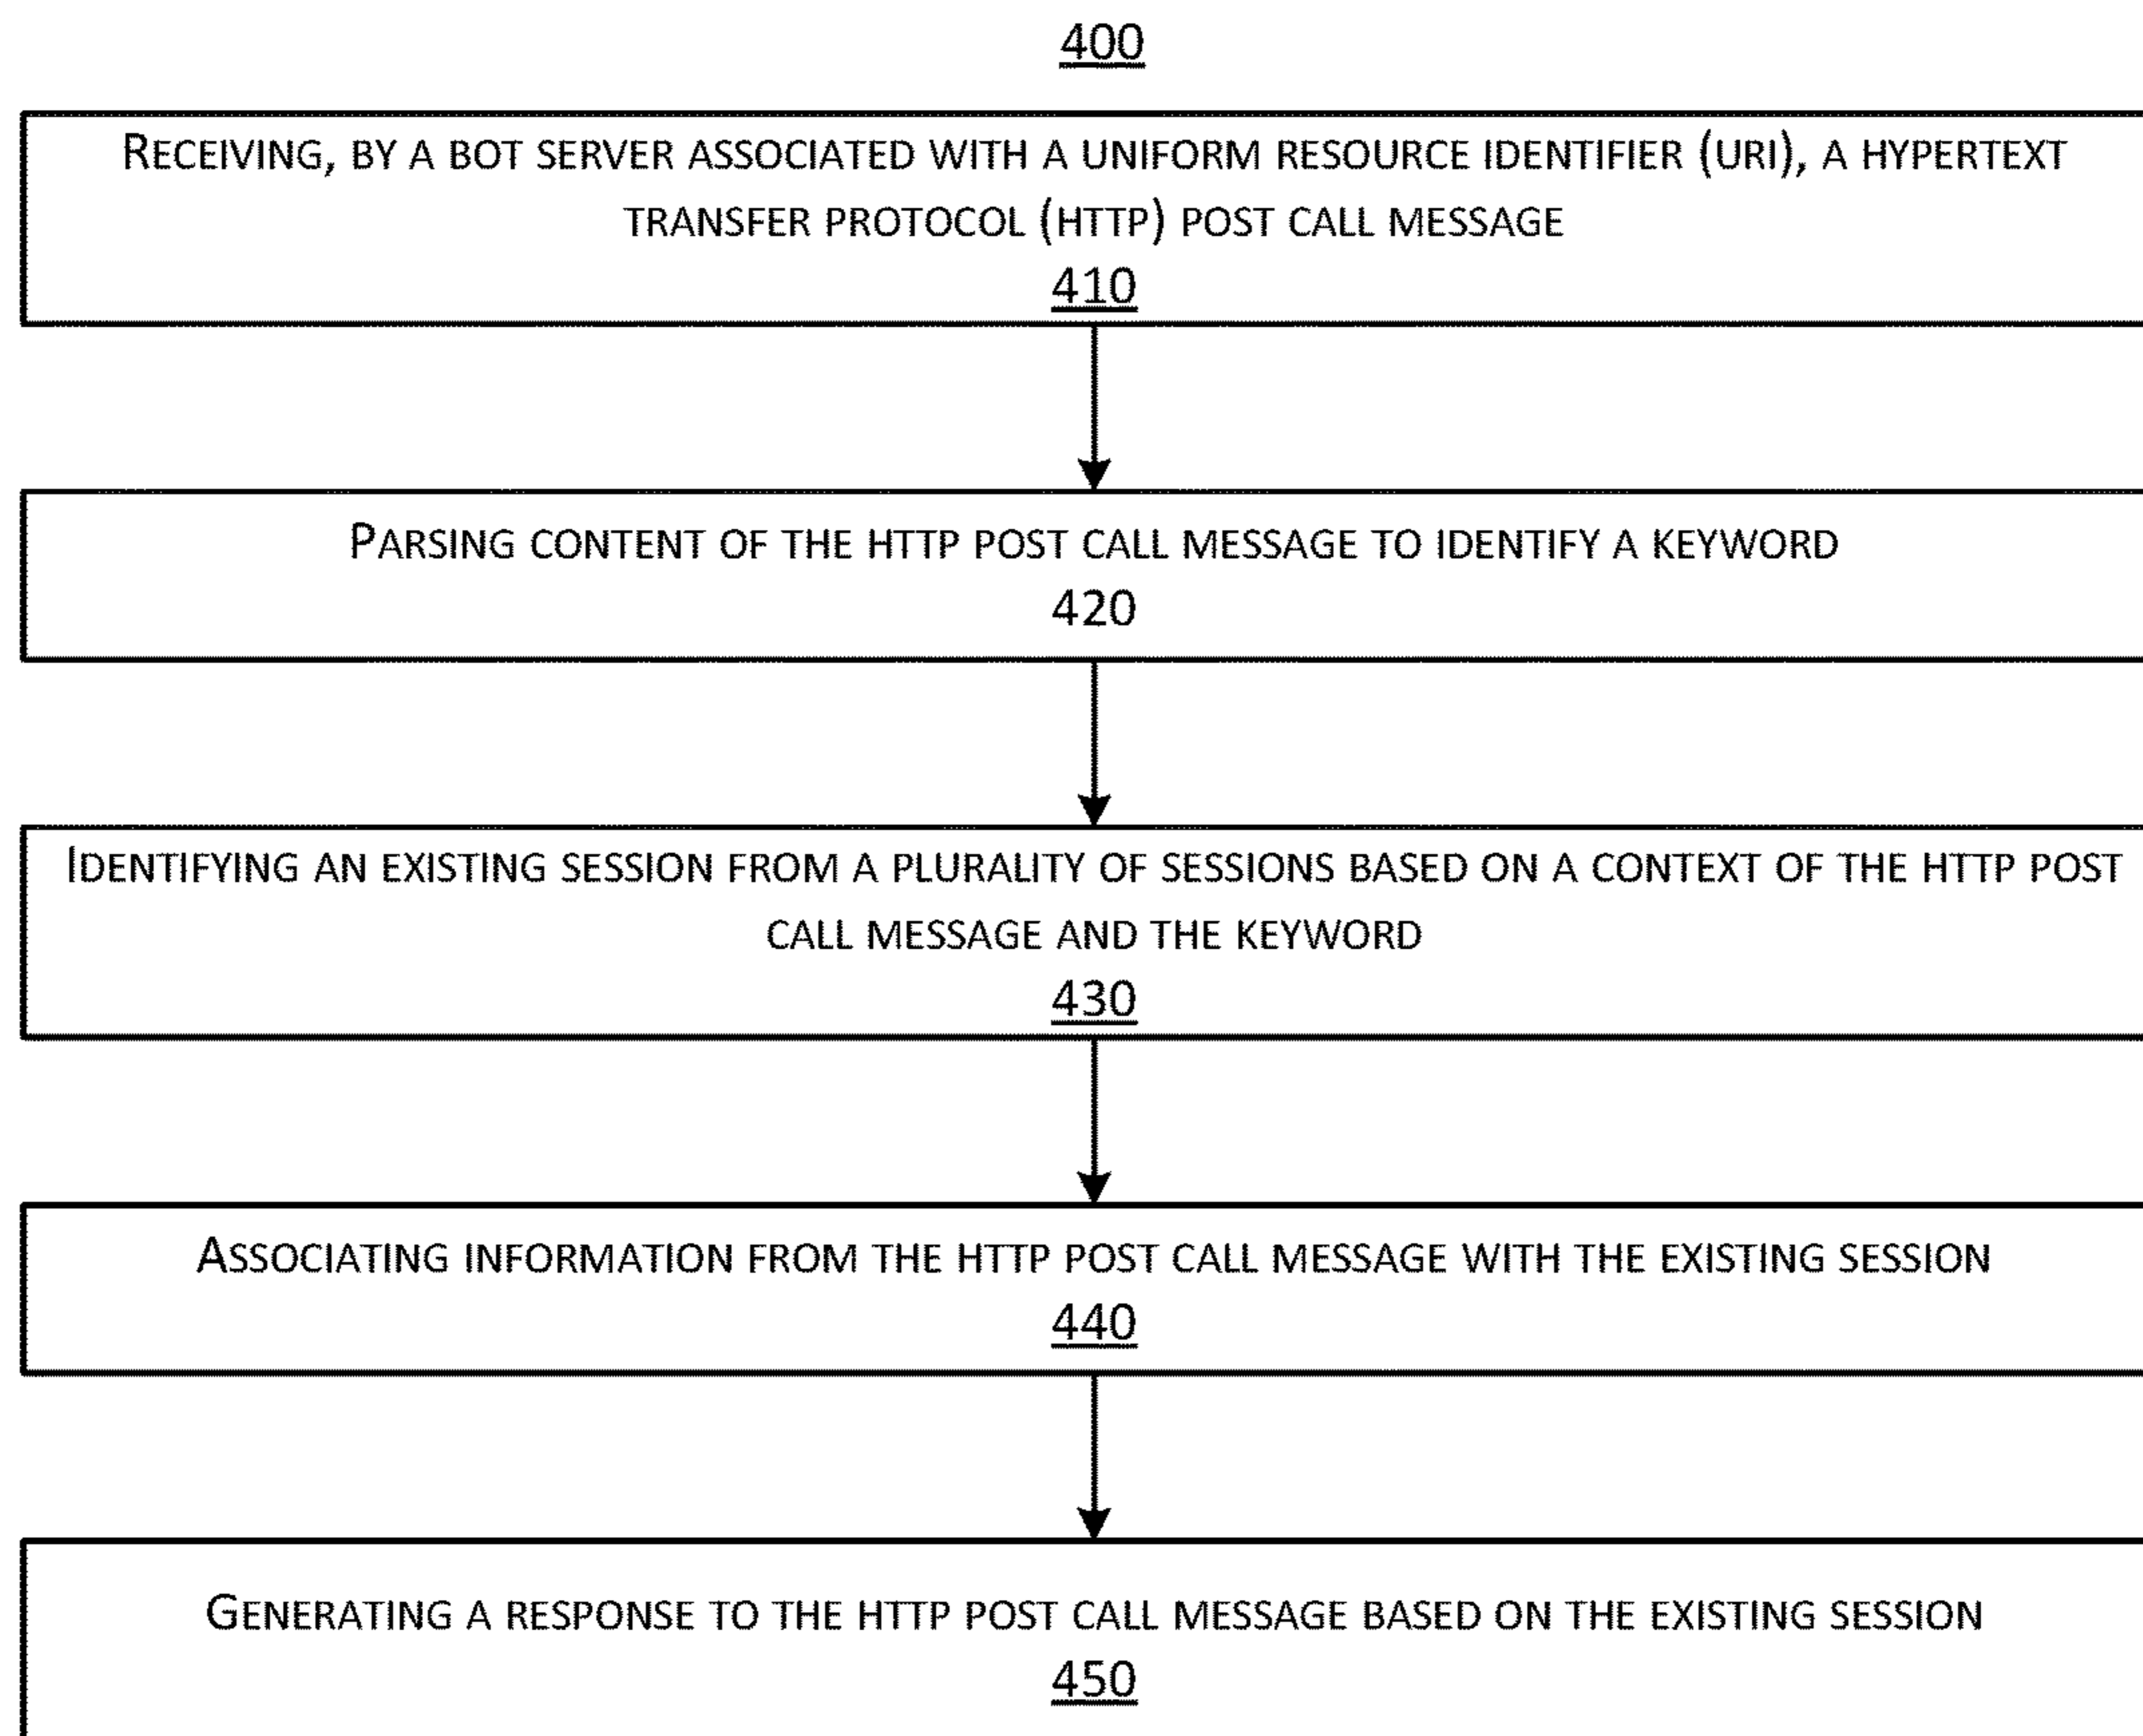 400
RECEIVING, BY A BOT SERVER ASSOCIATED WITH A UNIFORM RESOURCE IDENTIFIER (URI), A HYPERTEXT
TRANSFER PROTOCOL (HTTP) POST CALL MESSAGE
410
PARSING CONTENT OF THE HTTP POST CALL MESSAGE TO IDENTIFY A KEYWORD
420
IDENTIFYING AN EXISTING SESSION FROM A PLURALITY OF SESSIONS BASED ON A CONTEXT OF THE HTTP POST
CALL MESSAGE AND THE KEYWORD
430
ASSOCIATING INFORMATION FROM THE HTTP POST CALL MESSAGE WITH THE EXISTING SESSION
440
GENERATING A RESPONSE TO THE HTTP POST CALL MESSAGE BASED ON THE EXISTING SESSION
450